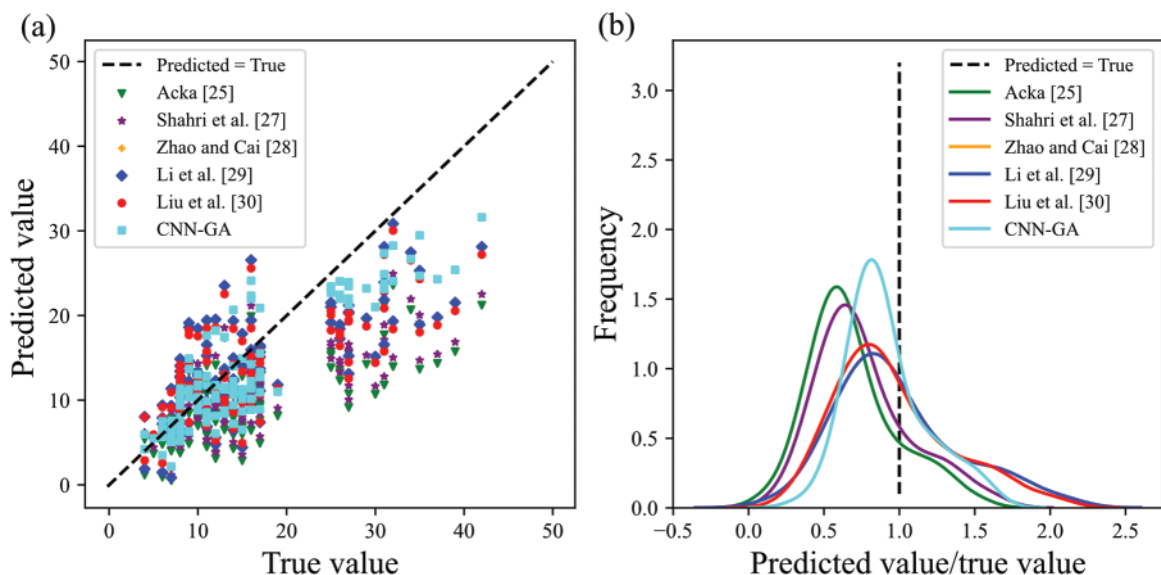 (a)
Predicted value
50
40
30
20
10
0
Predicted = True
Acka [25]
Shahri et al. [27]
Zhao and Cai [28]
Li et al. [29]
Liu et al. [30]
CNN-GA
0 10 20 30 40 50
True value
(b)
Frequency
3.0
2.5
2.0
1.5
1.0
0.5
0.0
Predicted = True
Acka [25]
Shahri et al. [27]
Zhao and Cai [28]
Li et al. [29]
Liu et al. [30]
CNN-GA
−0.5 0.0 0.5 1.0 1.5 2.0 2.5
Predicted value/true value